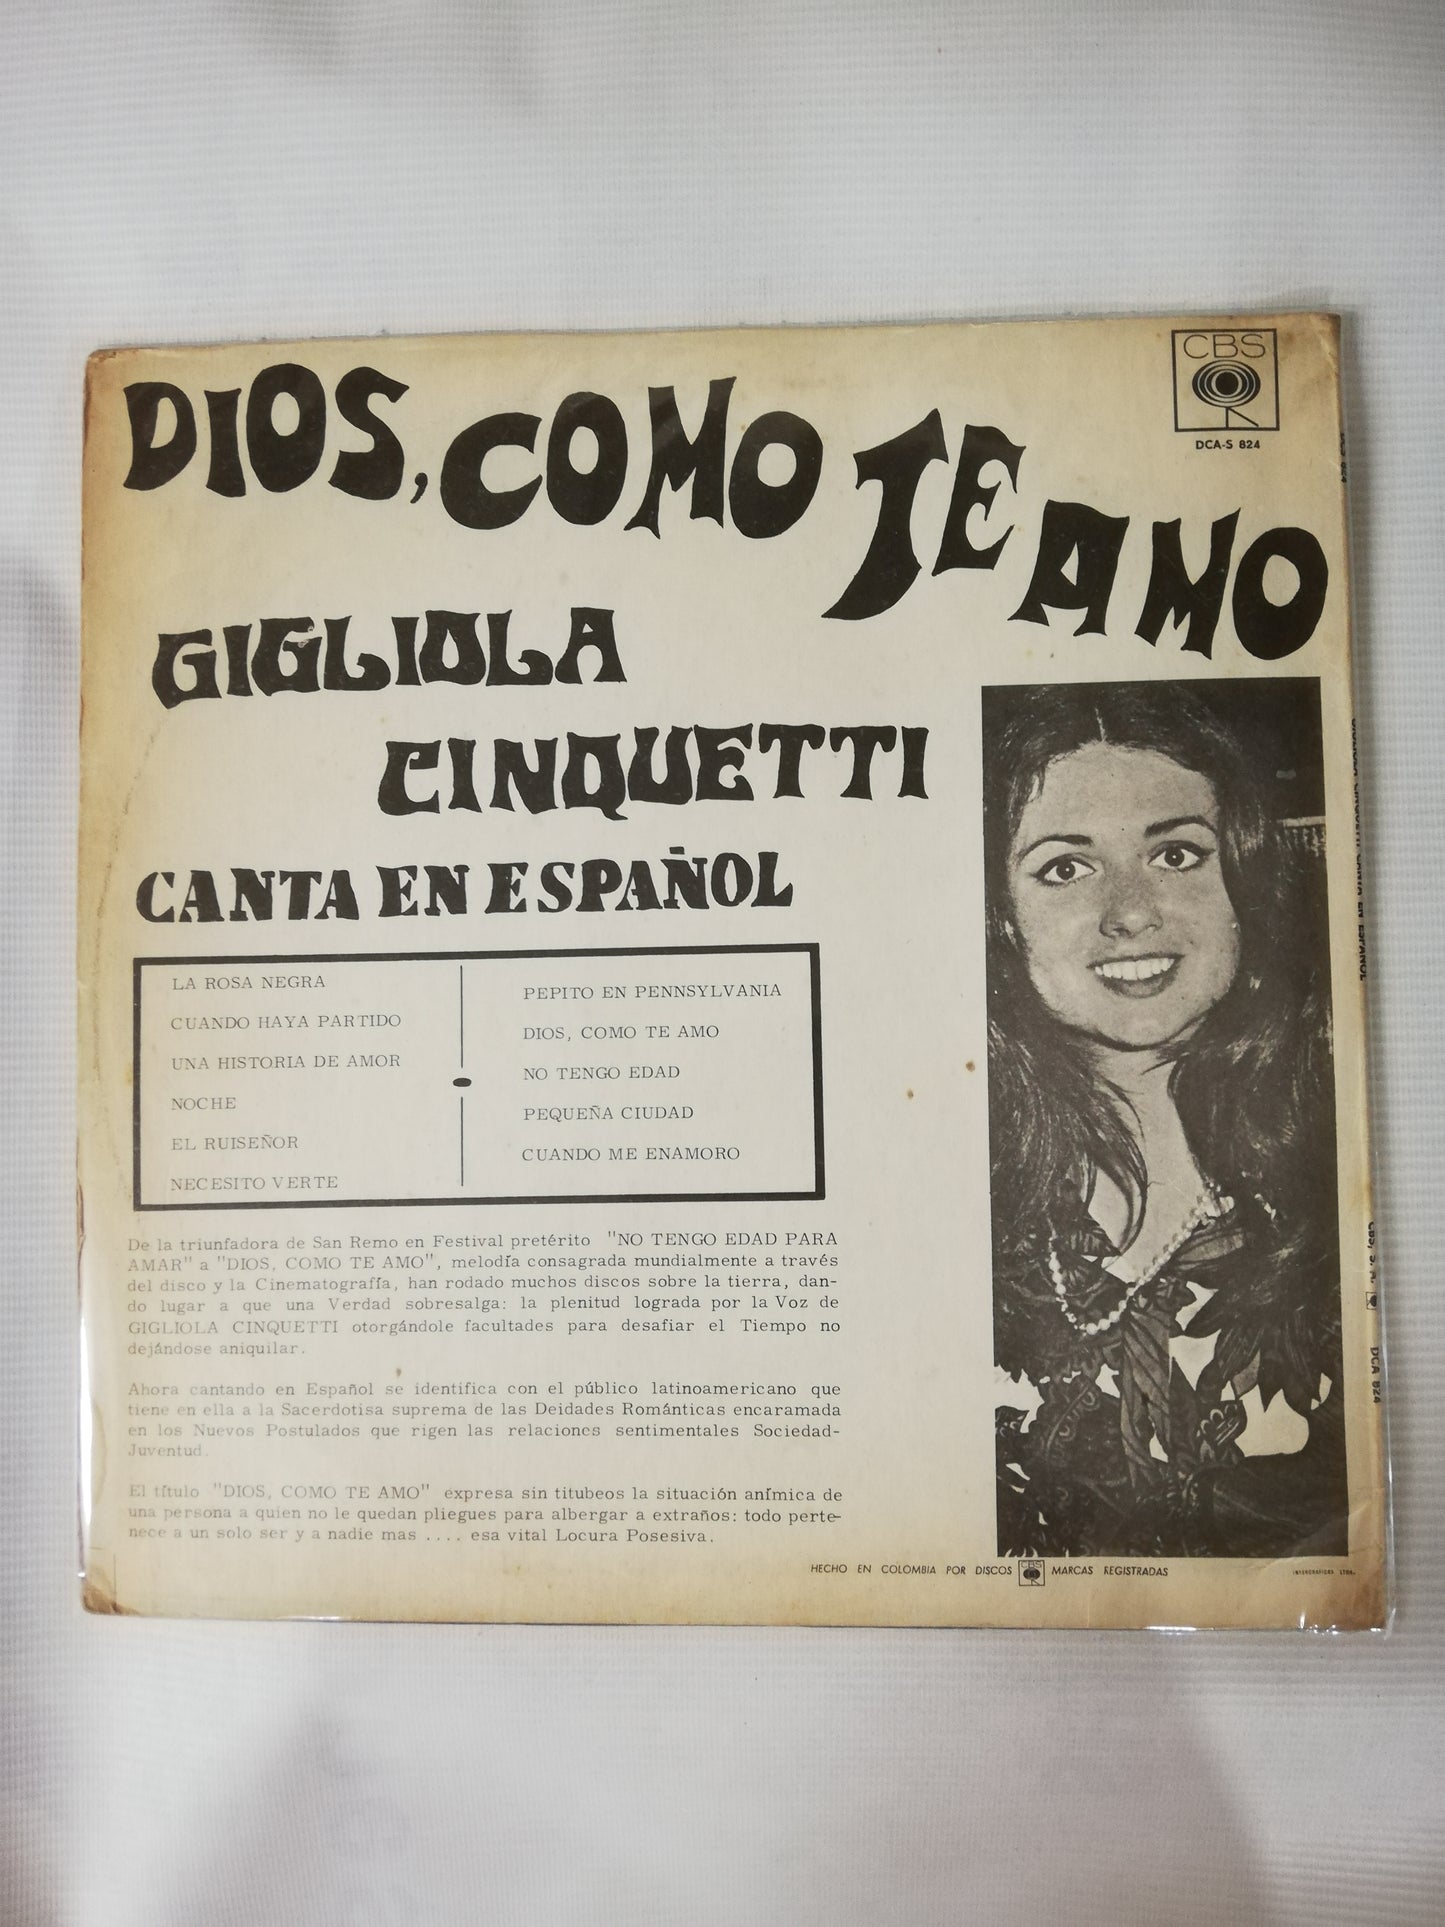 CBS
DCA-S 824
DIOS, COMO TE AMO
GIGLIOLA
CINQUETTI
CANTA EN ESPAÑOL
LA ROSA NEGRA
CUANDO HAYA PARTIDO
UNA HISTORIA DE AMOR
NOCHE
EL RUISEÑOR
NECESITO VERTE
PEPITO EN PENNSYLVANIA
DIOS, COMO TE AMO
NO TENGO EDAD
PEQUEÑA CIUDAD
CUANDO ME ENAMORO
De la triunfadora de San Remo en Festival pretérito "NO TENGO EDAD PARA
AMAR" a "DIOS, COMO TE AMO", melodía consagrada mundialmente a través
del disco y la Cinematografía, han rodado muchos discos sobre la tierra, dan-
do lugar a que una Verdad sobresalga: la plenitud lograda por la Voz de
GIGLIOLA CINQUETTI otorgándole facultades para desafiar el Tiempo no
dejándose aniquilar.
Ahora cantando en Español se identifica con el público latinoamericano que
tiene en ella a la Sacerdotisa suprema de las Deidades Románticas encaramada
en los Nuevos Postulados que rigen las relaciones sentimentales Sociedad-
Juventud.
El título "DIOS, COMO TE AMO" expresa sin titubeos la situación anímica de
una persona a quien no le quedan pliegues para albergar a extraños: todo perte-
nece a un solo ser y a nadie mas .... esa vital Locura Posesiva.
HECHO EN COLOMBIA POR DISCOS CBS MARCAS REGISTRADAS
INTERGRAFICAS LTDA.
GIGLIOLA CINQUETTI CANTA EN ESPAÑOL
CBS, S. A.
DCA 824